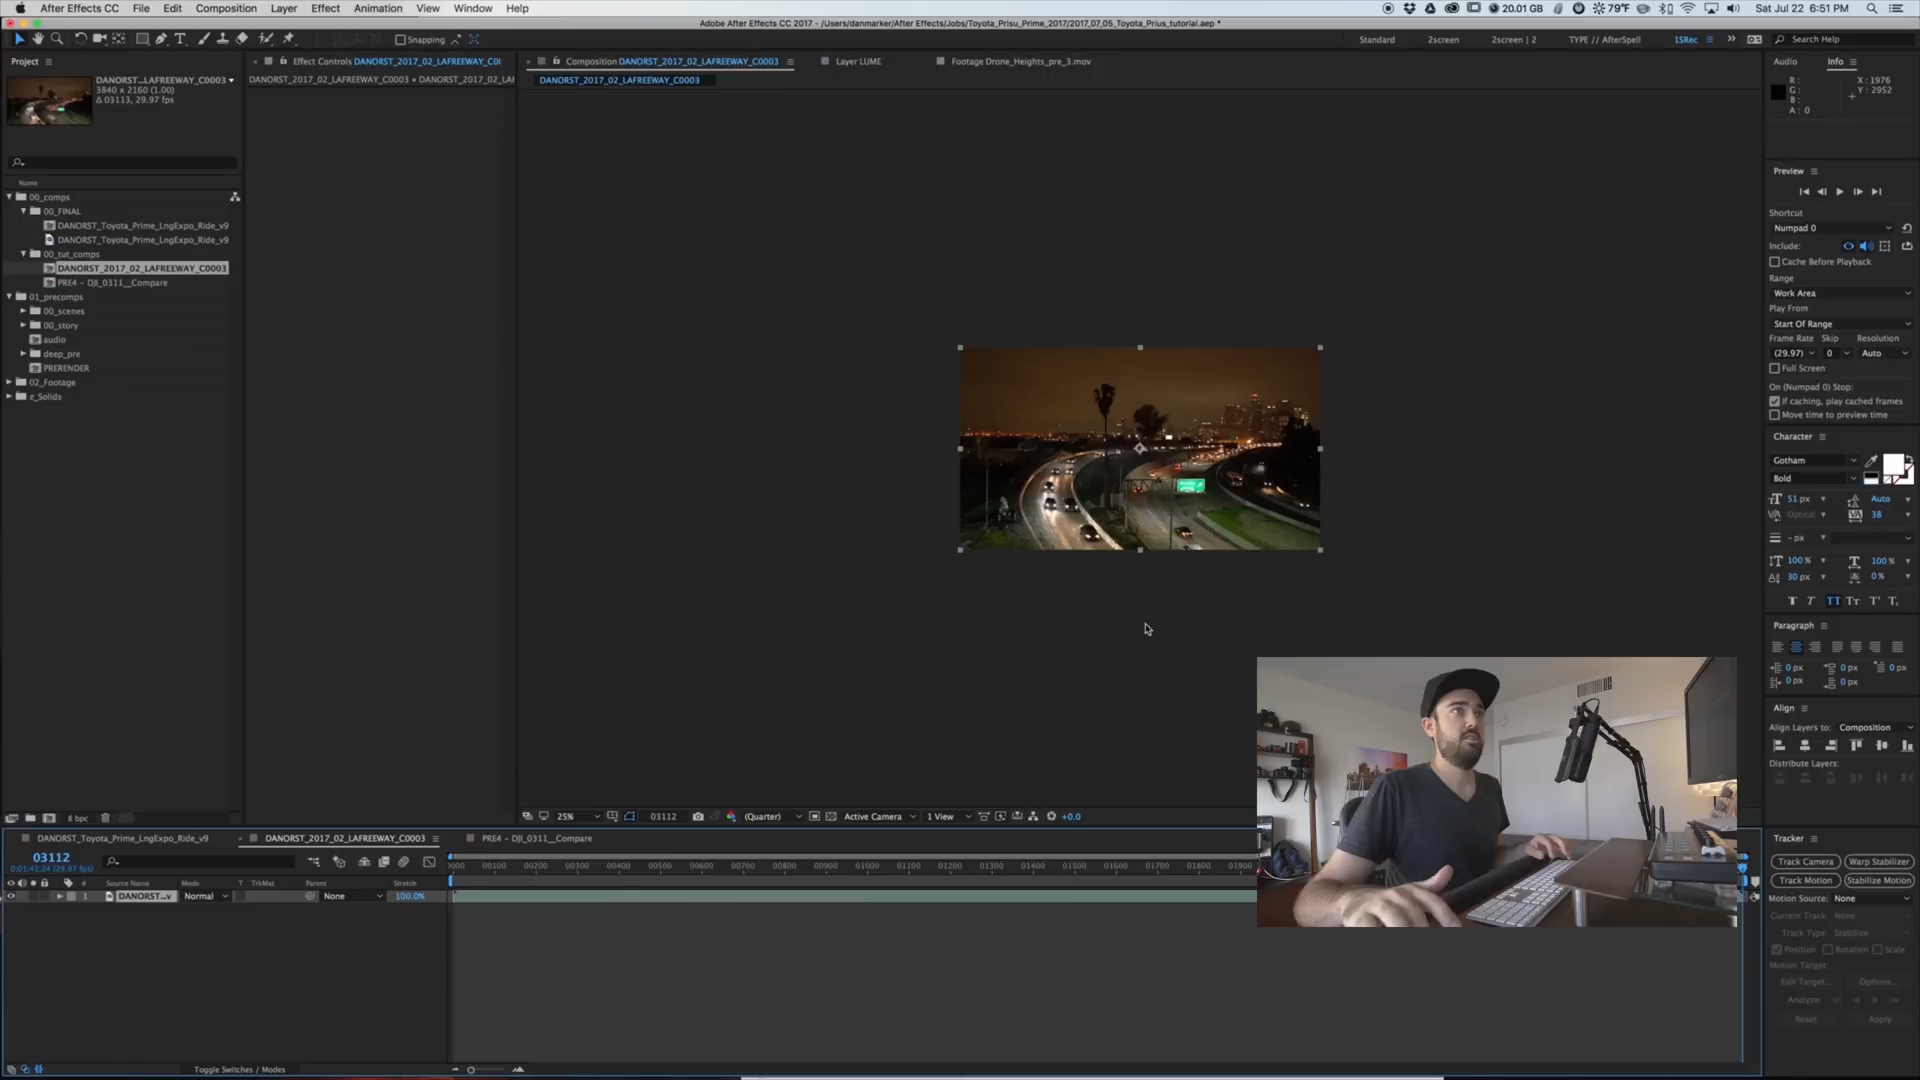 After Effects CC File Edit Composition Layer Effect Animation View Window Help
20.01 GB 79°F Sat Jul 22 6:51 PM
Adobe After Effects CC 2017 - /Users/danmarker/After Effects/Jobs/Toyota_Prisu_Prime_2017/2017_07_05_Toyota_Prius_tutorial.aep *
Snapping
Standard 2screen 2screen | 2 TYPE // AfterSpell 1SRec Search Help
Project
Effect Controls DANORST_2017_02_LAFREEWAY_C0
Composition DANORST_2017_02_LAFREEWAY_C0003
Layer LUME
Footage Drone_Heights_pre_3.mov
Audio Info
DANORST...LAFREEWAY_C0003
3840 x 2160 (1.00)
Δ 03113, 29.97 fps
DANORST_2017_02_LAFREEWAY_C0003 • DANORST_2017_02_LA
DANORST_2017_02_LAFREEWAY_C0003
R :
G :
B :
A : 0
X : 1976
Y : 2952
Name
00_comps
00_FINAL
DANORST_Toyota_Prime_LngExpo_Ride_v9
DANORST_Toyota_Prime_LngExpo_Ride_v9
00_tut_comps
DANORST_2017_02_LAFREEWAY_C0003
PRE4 - DJI_0311__Compare
01_precomps
00_scenes
00_story
audio
deep_pre
PRERENDER
02_Footage
z_Solids
Preview
Shortcut
Numpad 0
Include:
Cache Before Playback
Range
Work Area
Play From
Start Of Range
Frame Rate Skip Resolution
(29.97) 0 Auto
Full Screen
On (Numpad 0) Stop:
If caching, play cached frames
Move time to preview time
Character
Gotham
Bold
51 px Auto
Optical 38
- px
100 % 100 %
30 px 0 %
T T TT Tт T¹ T₁
Paragraph
0 px 0 px 0 px
0 px 0 px
Align
Align Layers to: Composition
Distribute Layers:
8 bpc
25% 03112 (Quarter) Active Camera 1 View +0.0
DANORST_Toyota_Prime_LngExpo_Ride_v9
DANORST_2017_02_LAFREEWAY_C0003
PRE4 - DJI_0311__Compare
03112
0:01:43:24 (29.97 fps)
000 00100 00200 00300 00400 00500 00600 00700 00800 00900 01000 01100 01200 01300 01400 01500 01600 01700 01800 01900
# Source Name Mode T TrkMat Parent Stretch
1 DANORST...v Normal None 100.0%
Toggle Switches / Modes
Tracker
Track Camera Warp Stabilizer
Track Motion Stabilize Motion
Motion Source: None
Current Track: None
Track Type: Stabilize
Position Rotation Scale
Motion Target:
Edit Target... Options...
Analyze:
Reset Apply